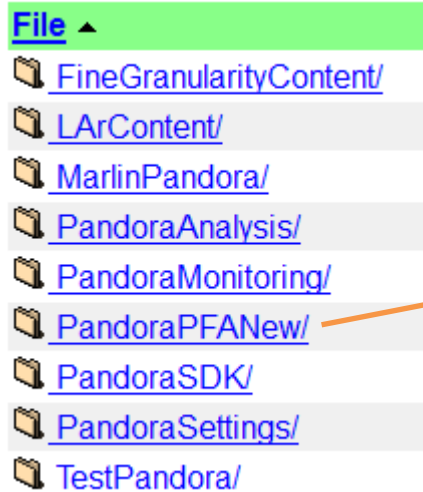 File ▲
FineGranularityContent/
LArContent/
MarlinPandora/
PandoraAnalysis/
PandoraMonitoring/
PandoraPFANew/
PandoraSDK/
PandoraSettings/
TestPandora/